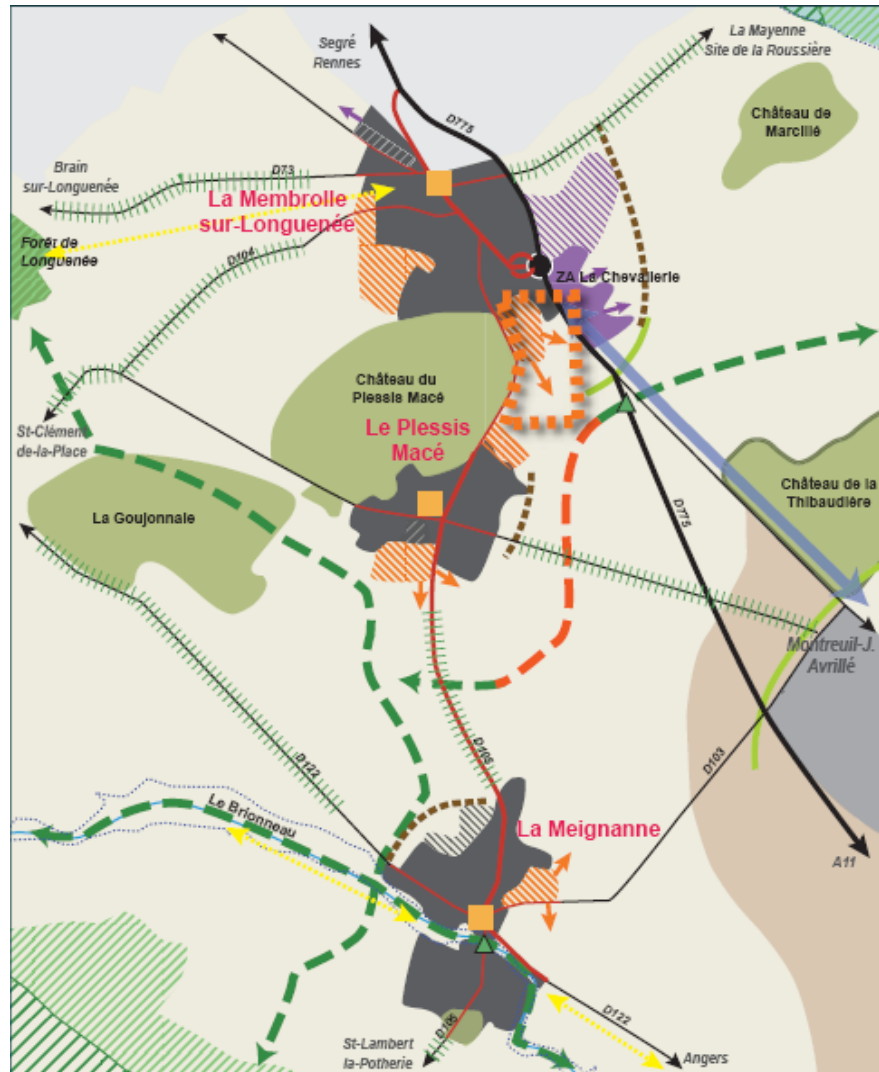 Segré
Rennes
La Mayenne
Site de la Roussière
D775
Château de
Marcillé
Brain
sur-Longuenée
D73
La Membrolle
sur-Longuenée
Forêt de
Longuenée
D104
ZA La Chevallerie
Château du
Plessis Macé
Le Plessis
Macé
St-Clément
de-la-Place
La Goujonnaie
Château de la
Thibaudière
D775
Montreuil-J.
Avrillé
D105
D122
D103
Le Brionneau
La Meignanne
A11
D122
D105
St-Lambert
la-Potherie
Angers